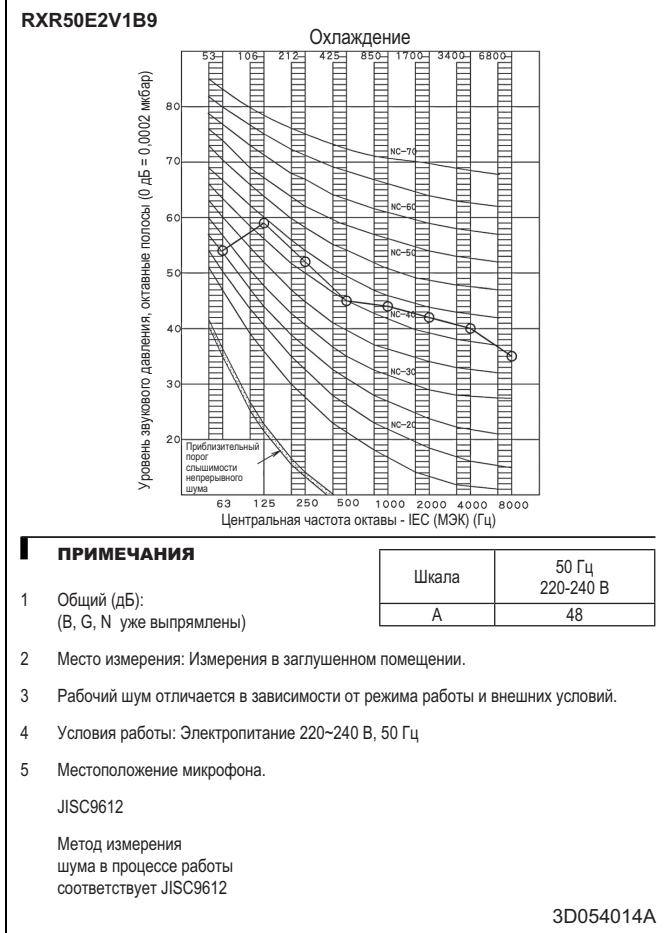 RXR50E2V1B9
Охлаждение
53 106 212 425 850 1700 3400 6800
Уровень звукового давления, октавные полосы (0 дБ = 0,0002 мкбар)
80
70
60
50
40
30
20
NC-70
NC-60
NC-50
NC-40
NC-30
NC-20
Приблизительный
порог
слышимости
непрерывного
шума
63 125 250 500 1000 2000 4000 8000
Центральная частота октавы - IEC (МЭК) (Гц)
ПРИМЕЧАНИЯ
Шкала
50 Гц
220-240 В
A 48
1 Общий (дБ):
(B, G, N уже выпрямлены)
2 Место измерения: Измерения в заглушенном помещении.
3 Рабочий шум отличается в зависимости от режима работы и внешних условий.
4 Условия работы: Электропитание 220~240 В, 50 Гц
5 Местоположение микрофона.
JISC9612
Метод измерения
шума в процессе работы
соответствует JISC9612
3D054014A